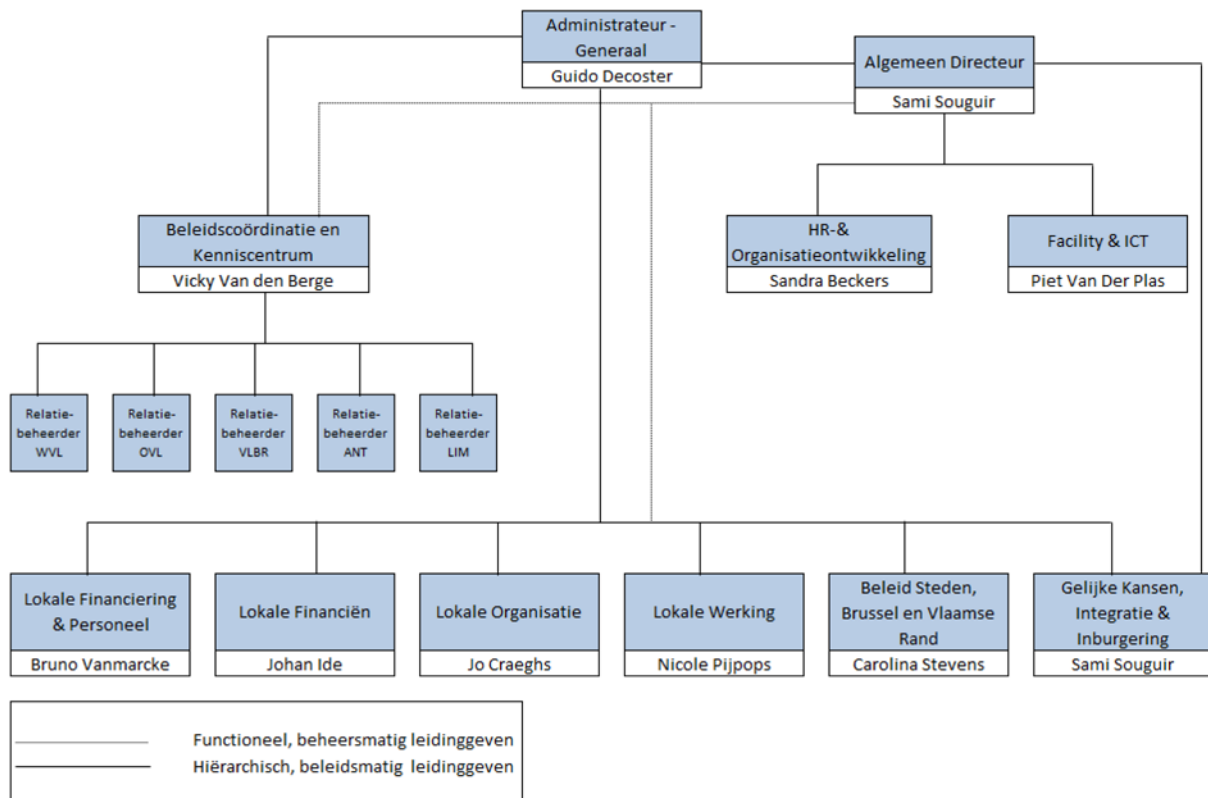 Administrateur -
Generaal
Guido Decoster
Algemeen Directeur
Sami Souguir
Beleidscoördinatie en
Kenniscentrum
Vicky Van den Berge
HR-&
Organisatieontwikkeling
Sandra Beckers
Facility & ICT
Piet Van Der Plas
Relatie-
beheerder
WVL
Relatie-
beheerder
OVL
Relatie-
beheerder
VLBR
Relatie-
beheerder
ANT
Relatie-
beheerder
LIM
Lokale Financiering
& Personeel
Bruno Vanmarcke
Lokale Financiën
Johan Ide
Lokale Organisatie
Jo Craeghs
Lokale Werking
Nicole Pijpops
Beleid Steden,
Brussel en Vlaamse
Rand
Carolina Stevens
Gelijke Kansen,
Integratie &
Inburgering
Sami Souguir
Functioneel, beheersmatig leidinggeven
Hiërarchisch, beleidsmatig leidinggeven